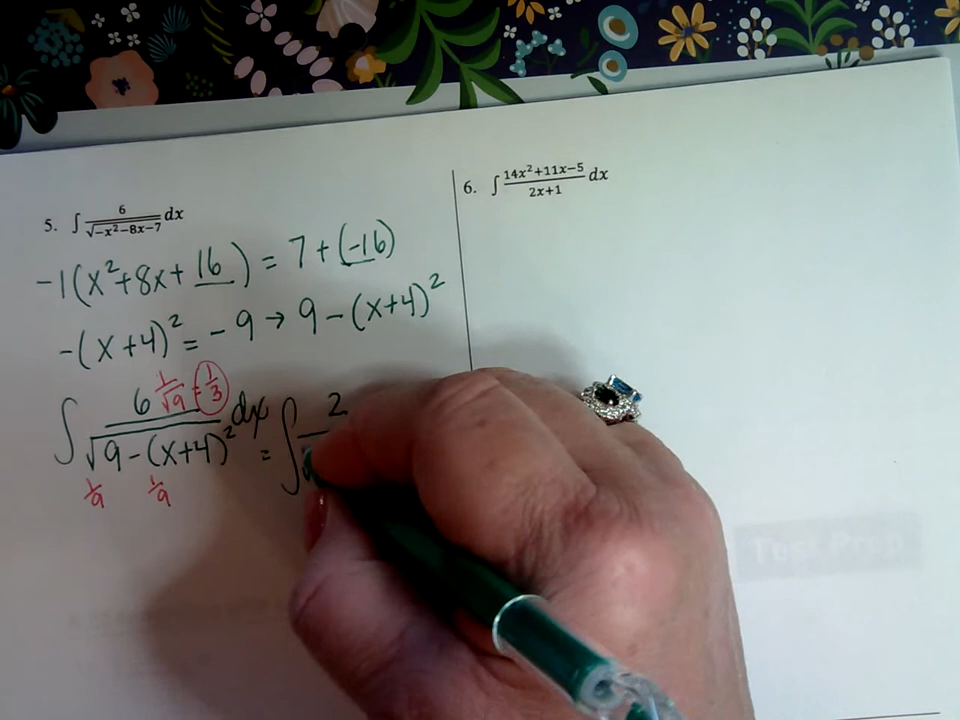 5. ∫ 6/√(-x²-8x-7) dx
-1(x²+8x+16) = 7+(-16)
-(x+4)² = -9 → 9-(x+4)²
∫ 6 1/√9 = 1/3 / √(9-(x+4)²) dx = ∫ 2
1/9 1/9
6. ∫ (14x²+11x-5)/(2x+1) dx
Test Prep